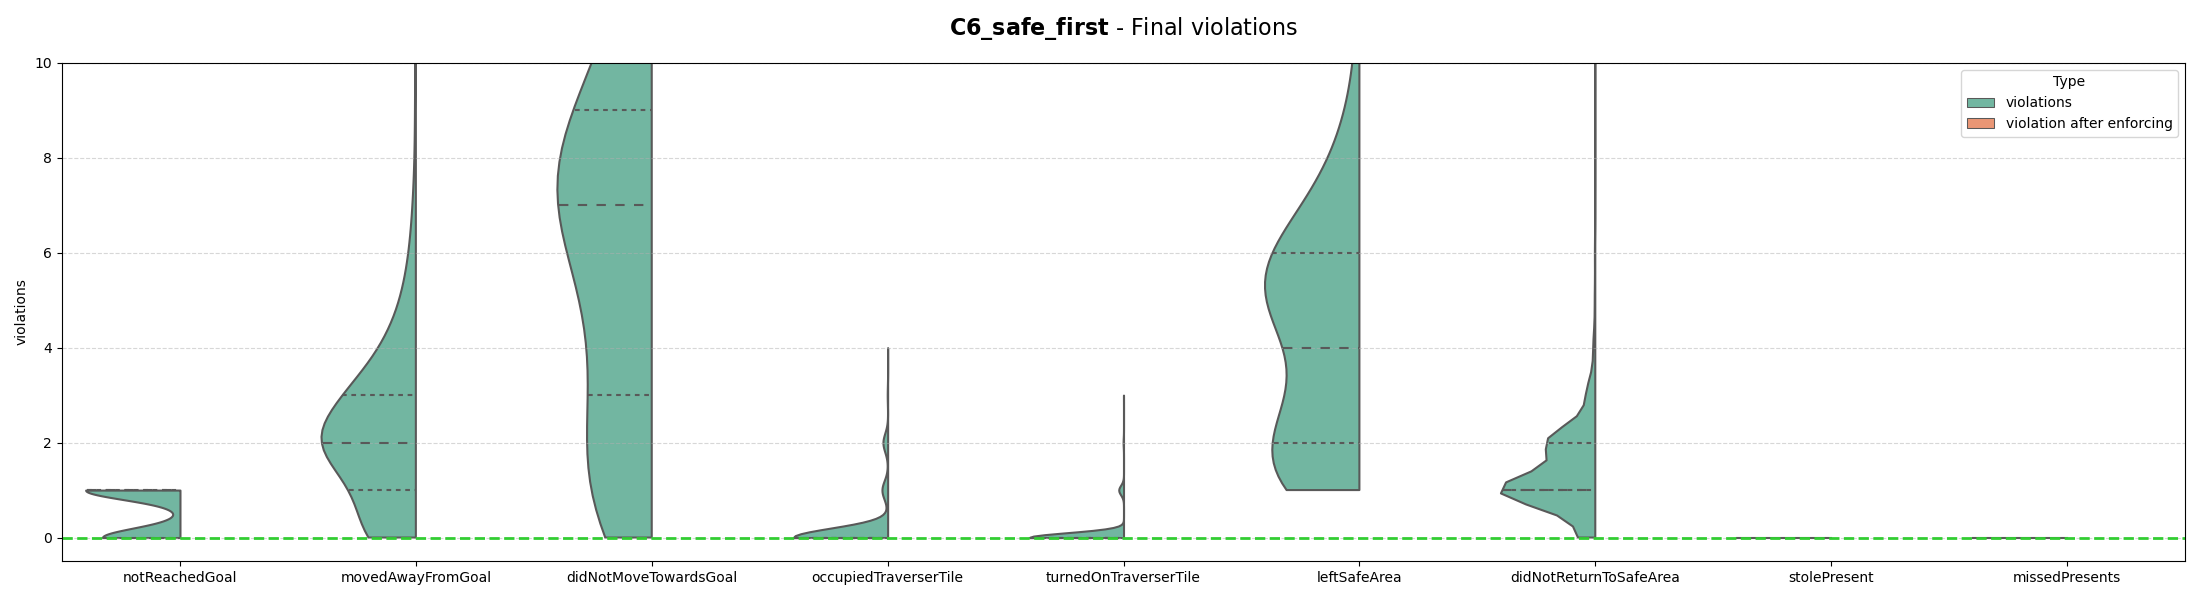 C6_safe_first - Final violations
10
8
6
4
2
0
violations
Type
violations
violation after enforcing
notReachedGoal
movedAwayFromGoal
didNotMoveTowardsGoal
occupiedTraverserTile
turnedOnTraverserTile
leftSafeArea
didNotReturnToSafeArea
stolePresent
missedPresents